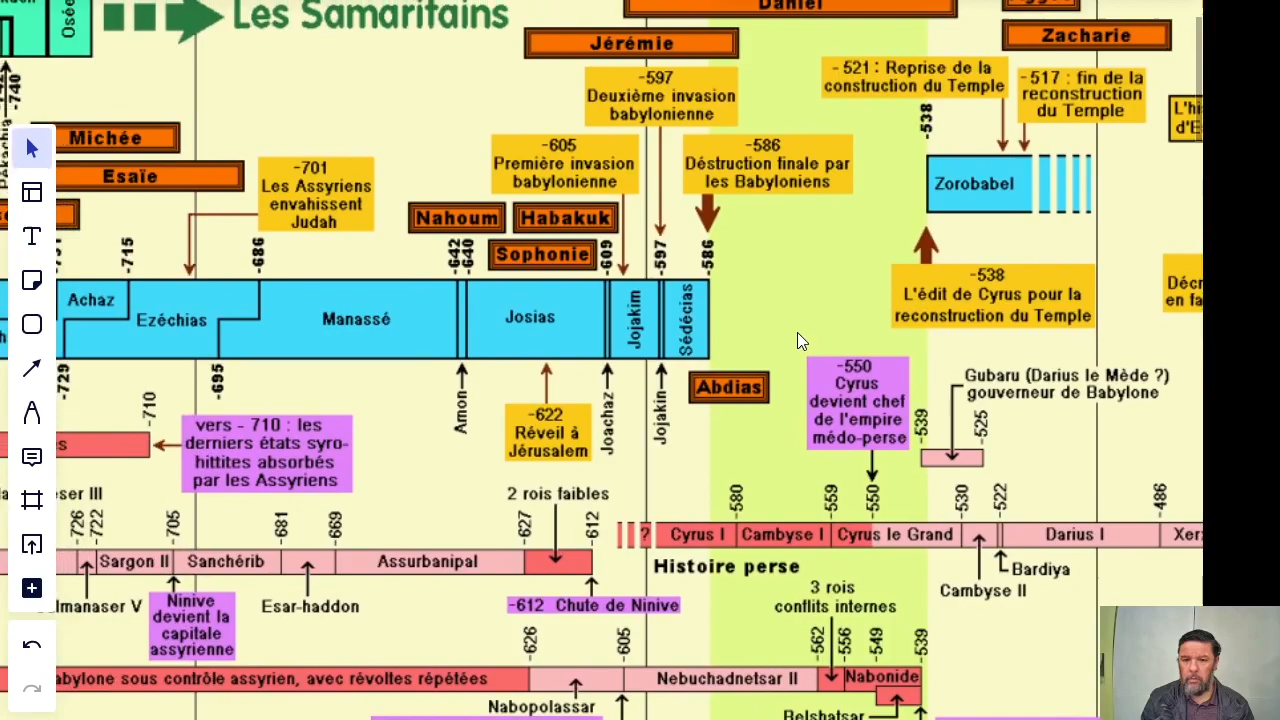 Osée
Les Samaritains
Daniel
Jérémie
Zacharie
-597
Deuxième invasion
babylonienne
- 521: Reprise de la
construction du Temple
-517 : fin de la
reconstruction
du Temple
-538
-740
Michée
Esaïe
-701
Les Assyriens
envahissent
Judah
-605
Première invasion
babylonienne
-586
Déstruction finale par
les Babyloniens
Zorobabel
Nahoum
Habakuk
Sophonie
-715
-686
-642
-640
-609
-597
-586
-538
L'édit de Cyrus pour la
reconstruction du Temple
Achaz
Ezéchias
Manassé
Josias
Jojakim
Sédécias
-729
-695
-710
Amon
-622
Réveil à
Jérusalem
Joachaz
Jojakin
Abdias
-550
Cyrus
devient chef
de l'empire
médo-perse
Gubaru (Darius le Mède ?)
gouverneur de Babylone
-539
-525
vers - 710 : les
derniers états syro-
hittites absorbés
par les Assyriens
2 rois faibles
-726
-722
-705
-681
-669
-627
-612
-580
-559
-550
-530
-522
-486
?
Cyrus I
Cambyse I
Cyrus le Grand
Darius I
Sargon II
Sanchérib
Assurbanipal
Histoire perse
Bardiya
Cambyse II
Ninive
devient la
capitale
assyrienne
Esar-haddon
-612 Chute de Ninive
3 rois
conflits internes
-626
-605
-562
-556
-549
-539
sous contrôle assyrien, avec révoltes répétées
Nebuchadnetsar II
Nabonide
Nabopolassar
Belshatsar